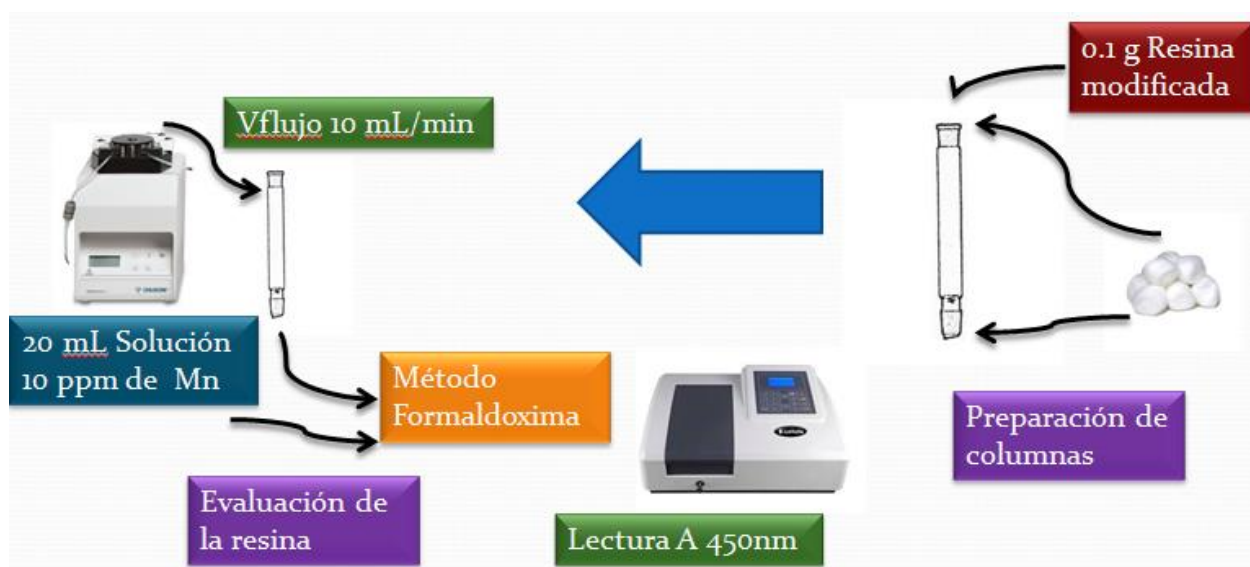 0.1 g Resina
modificada
Vflujo 10 mL/min
20 mL Solución
10 ppm de Mn
Método
Formaldoxima
Preparación de
columnas
Evaluación de
la resina
Lectura A 450nm